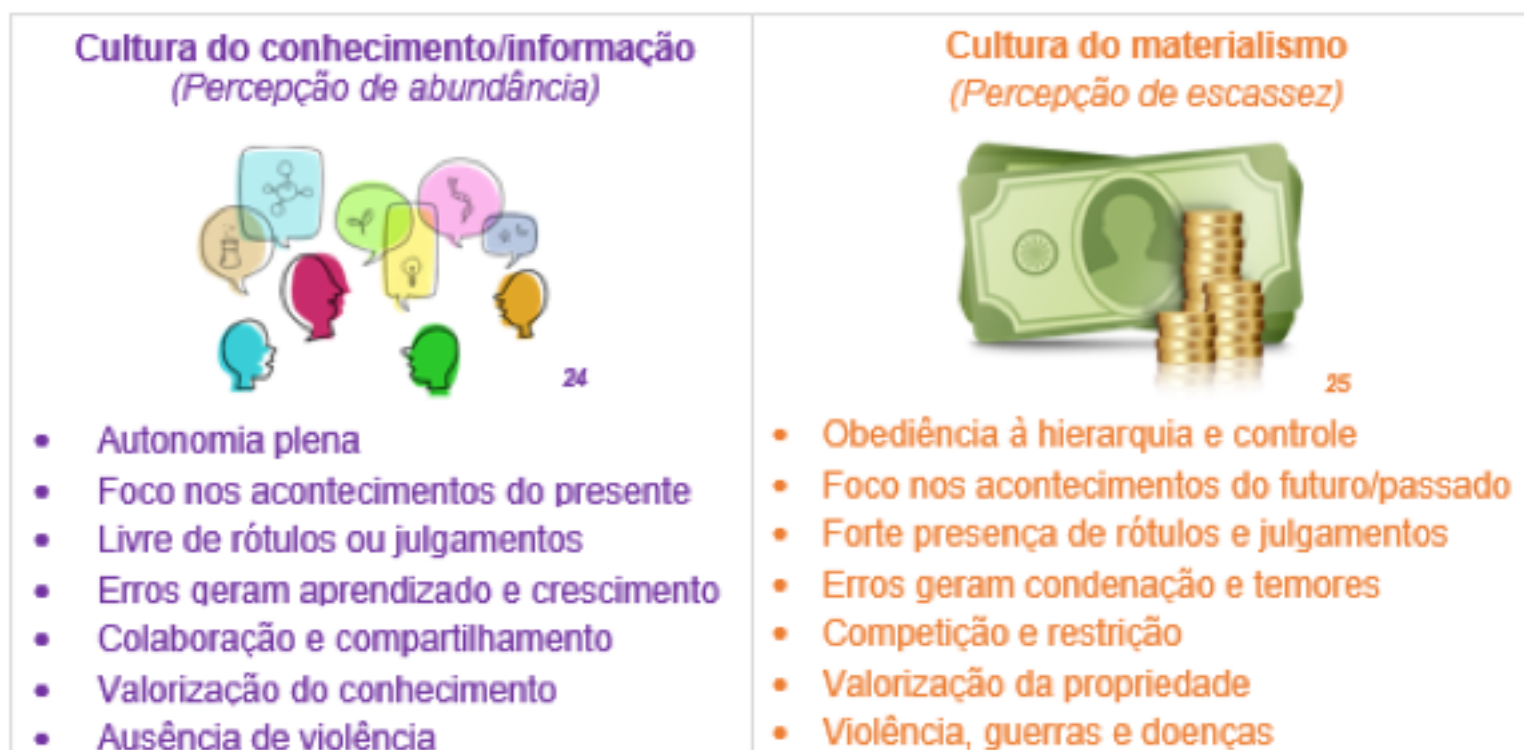 Cultura do conhecimento/informação
(Percepção de abundância)
24
• Autonomia plena
• Foco nos acontecimentos do presente
• Livre de rótulos ou julgamentos
• Erros geram aprendizado e crescimento
• Colaboração e compartilhamento
• Valorização do conhecimento
• Ausência de violência
Cultura do materialismo
(Percepção de escassez)
25
• Obediência à hierarquia e controle
• Foco nos acontecimentos do futuro/passado
• Forte presença de rótulos e julgamentos
• Erros geram condenação e temores
• Competição e restrição
• Valorização da propriedade
• Violência, guerras e doenças